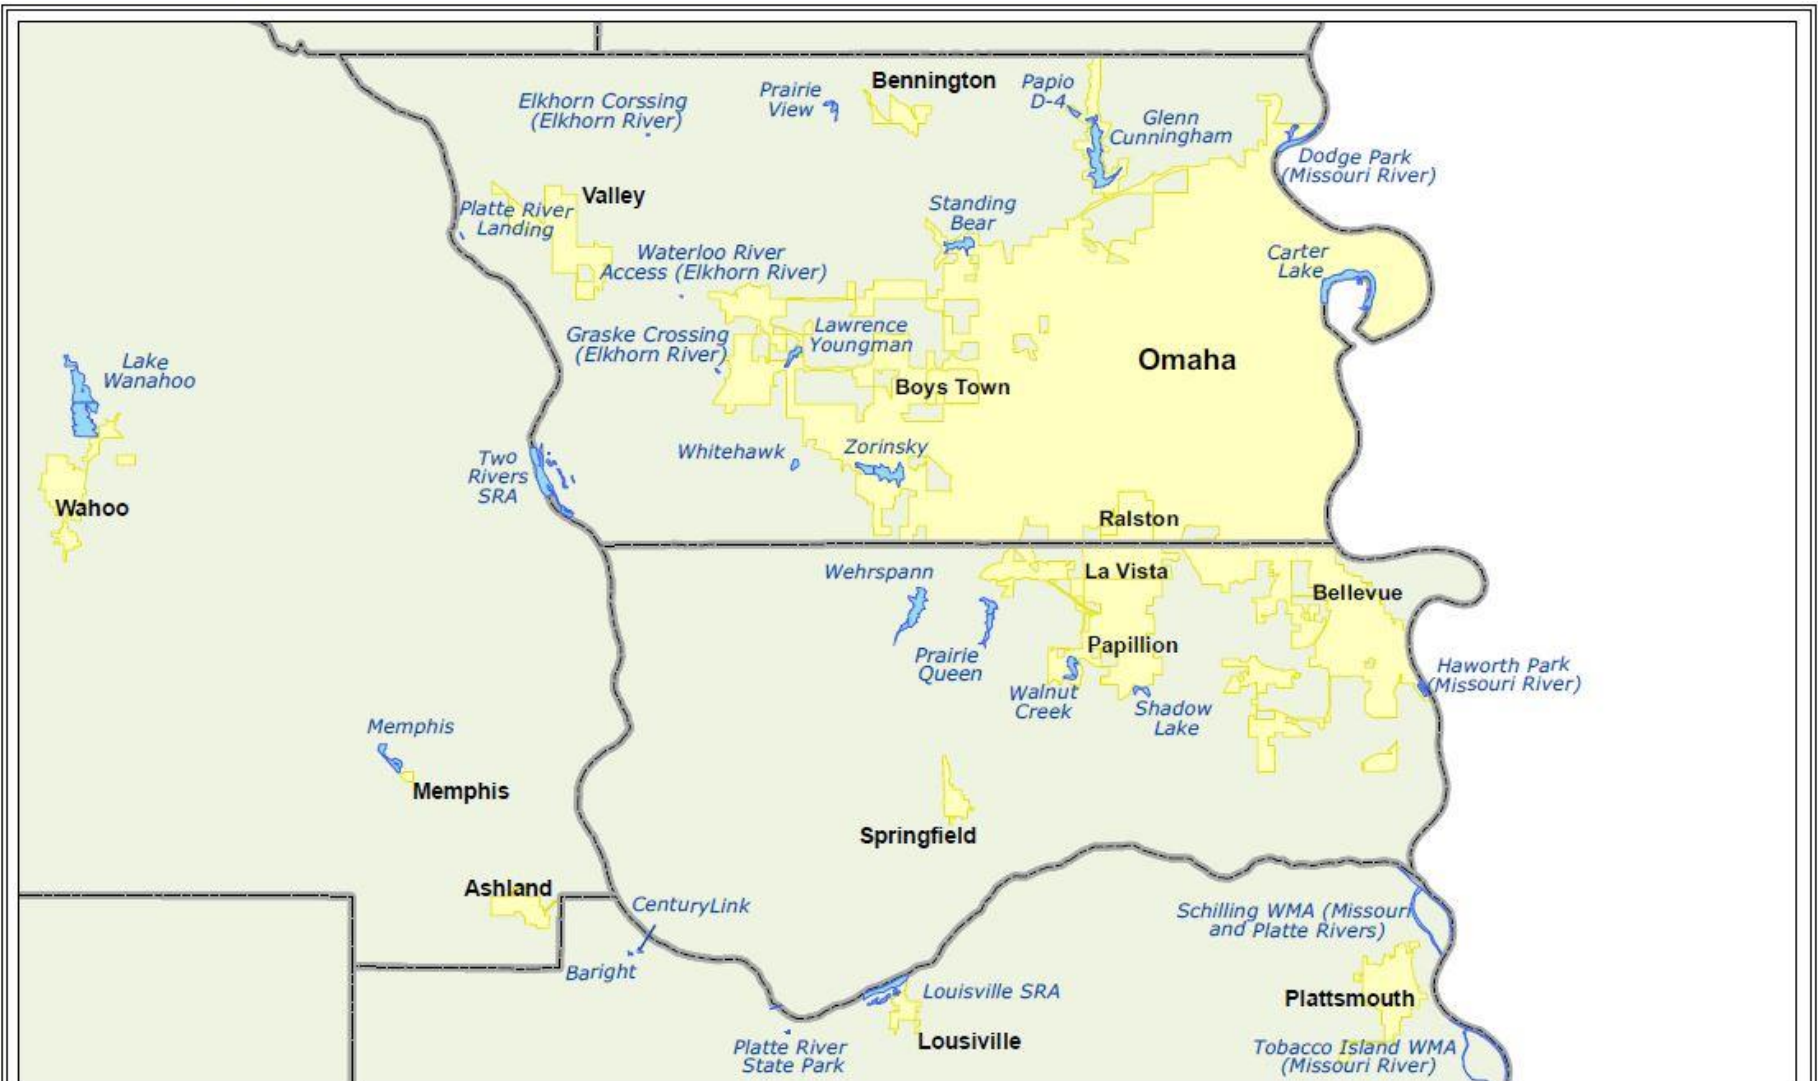 Bennington
Elkhorn Corssing
(Elkhorn River)
Prairie
View
Papio
D-4
Glenn
Cunningham
Dodge Park
(Missouri River)
Valley
Platte River
Landing
Standing
Bear
Waterloo River
Access (Elkhorn River)
Carter
Lake
Graske Crossing
(Elkhorn River)
Lawrence
Youngman
Omaha
Lake
Wanahoo
Boys Town
Whitehawk
Zorinsky
Two
Rivers
SRA
Wahoo
Ralston
Wehrspann
La Vista
Bellevue
Papillion
Prairie
Queen
Walnut
Creek
Shadow
Lake
Haworth Park
(Missouri River)
Memphis
Memphis
Springfield
Ashland
CenturyLink
Baright
Schilling WMA (Missouri
and Platte Rivers)
Louisville SRA
Plattsmouth
Lousiville
Platte River
State Park
Tobacco Island WMA
(Missouri River)